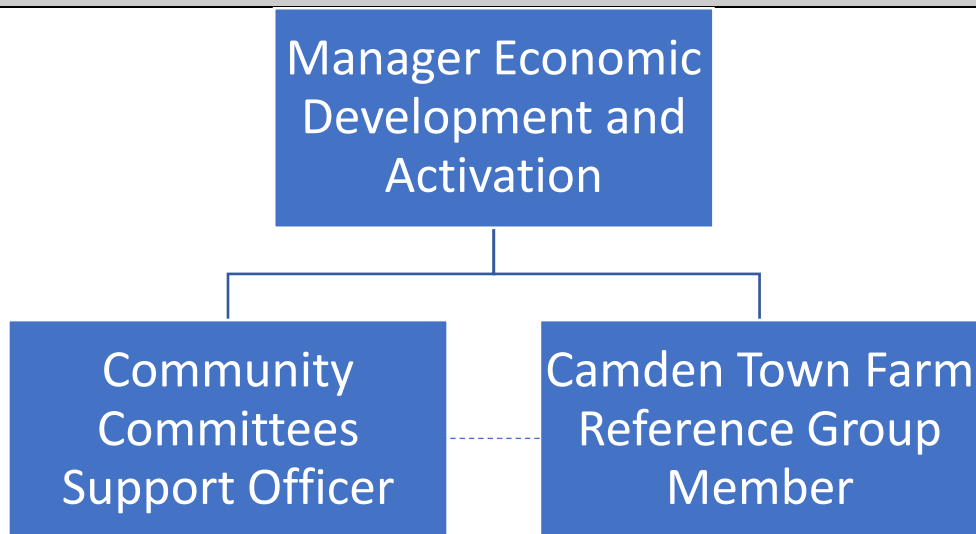 Manager Economic
Development and
Activation
Community
Committees
Support Officer
Camden Town Farm
Reference Group
Member